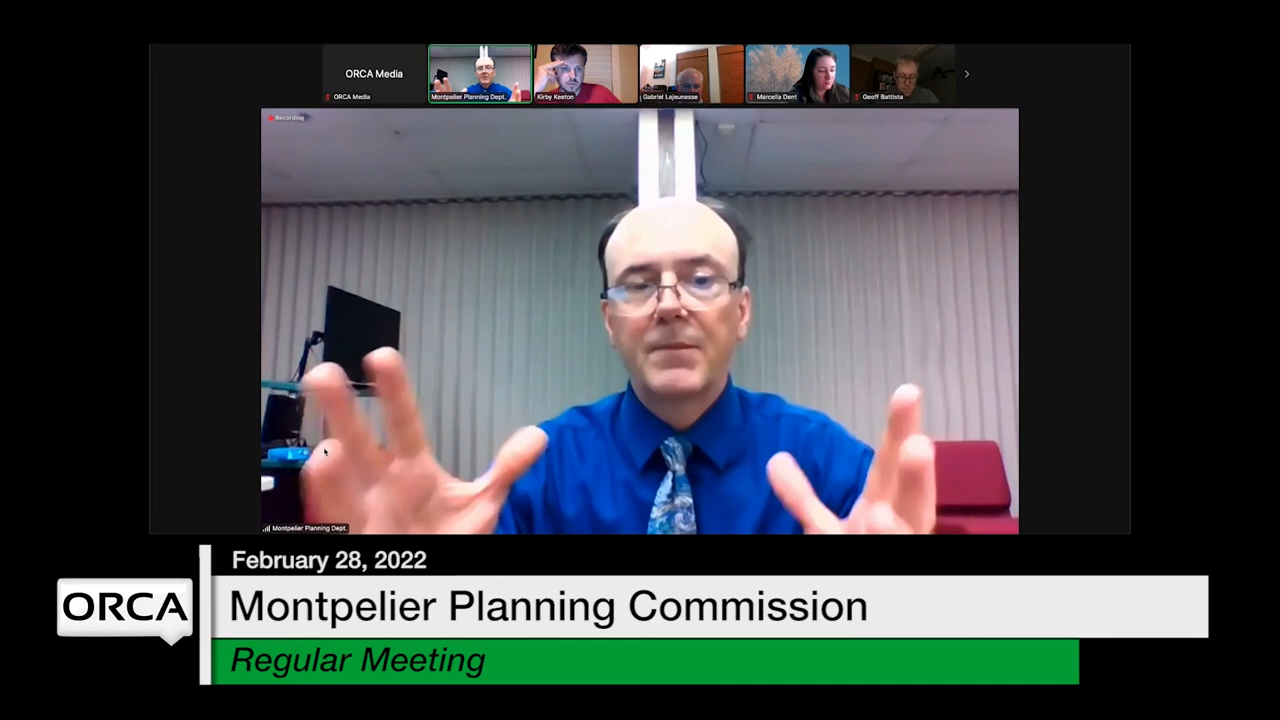 ORCA Media
ORCA Media
Montpelier Planning Dept.
Kirby Keeton
Gabriel Lajeunesse
Marcella Dent
Geoff Battista
Recording
Montpelier Planning Dept.
February 28, 2022
ORCA
Montpelier Planning Commission
Regular Meeting